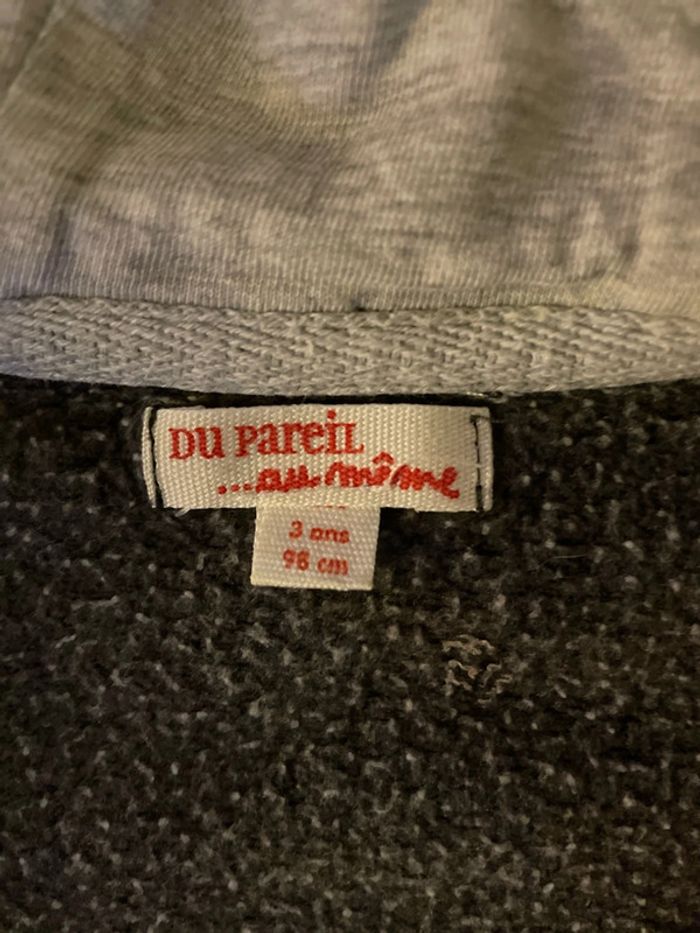 DU PAREIL
...au même
3 ans
98 cm